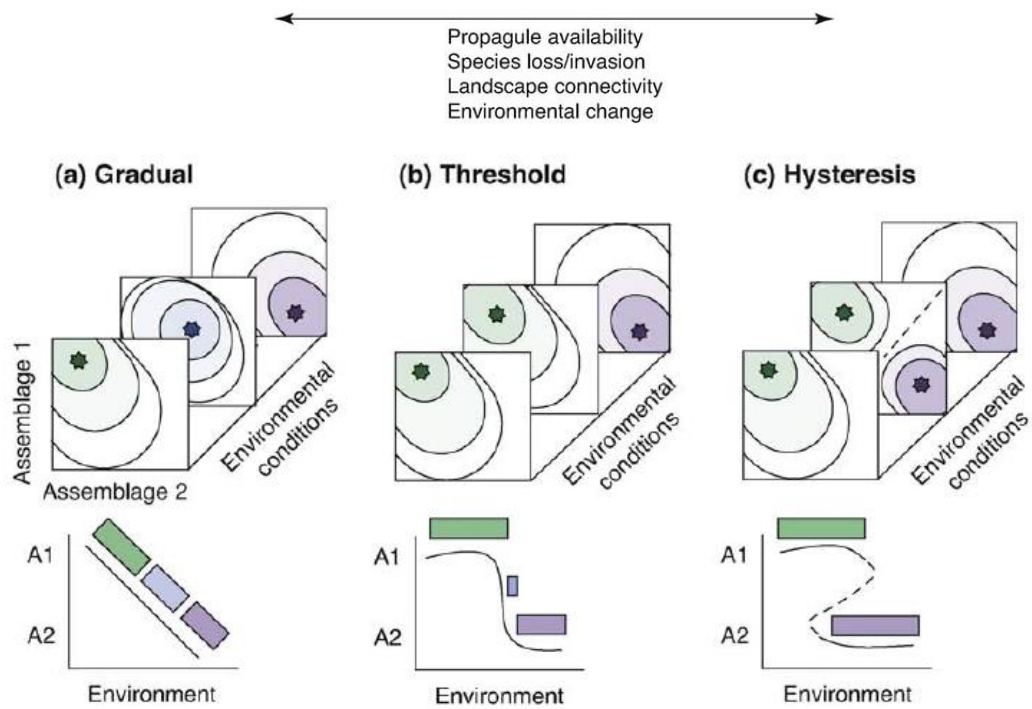 Propagule availability
Species loss/invasion
Landscape connectivity
Environmental change
(a) Gradual
(b) Threshold
(c) Hysteresis
Assemblage 1
Assemblage 2
Environmental
conditions
Environmental
conditions
Environmental
conditions
A1
A2
Environment
A1
A2
Environment
A1
A2
Environment